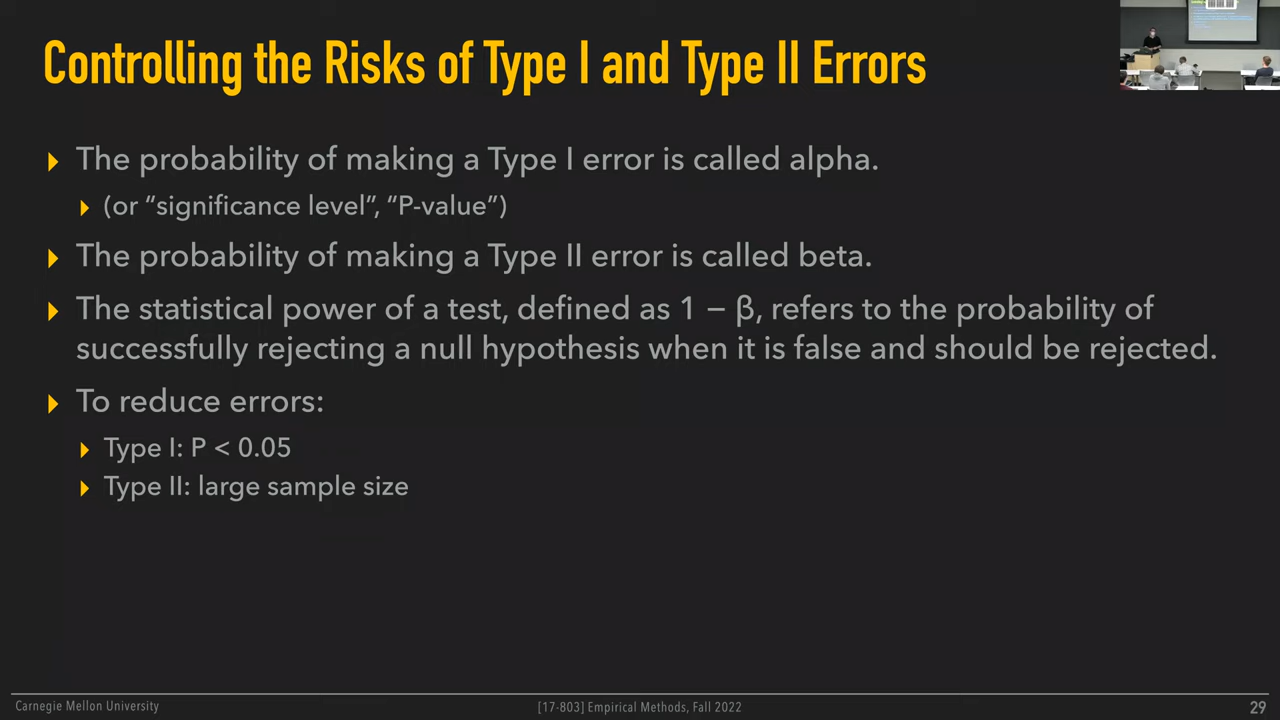 Controlling the Risks of Type I and Type II Errors
The probability of making a Type I error is called alpha.
(or “significance level”, “P-value”)
The probability of making a Type II error is called beta.
The statistical power of a test, defined as 1 − β, refers to the probability of
successfully rejecting a null hypothesis when it is false and should be rejected.
To reduce errors:
Type I: P < 0.05
Type II: large sample size
Carnegie Mellon University
[17-803] Empirical Methods, Fall 2022
29